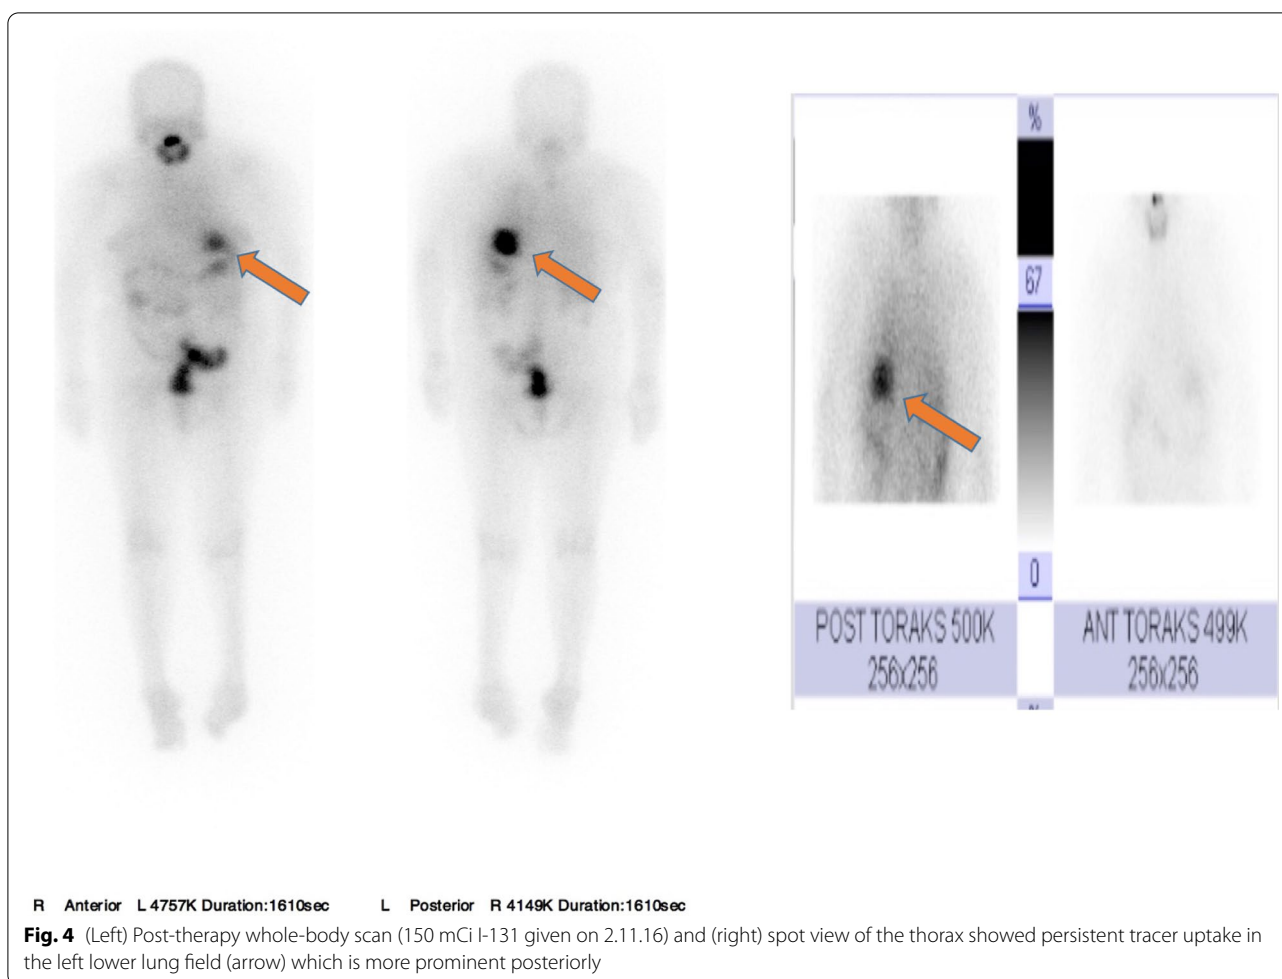 %
67
0
POST TORAKS 500K
256x256
ANT TORAKS 499K
256x256
R Anterior L 4757K Duration:1610sec
L Posterior R 4149K Duration:1610sec
Fig. 4 (Left) Post-therapy whole-body scan (150 mCi I-131 given on 2.11.16) and (right) spot view of the thorax showed persistent tracer uptake in
the left lower lung field (arrow) which is more prominent posteriorly